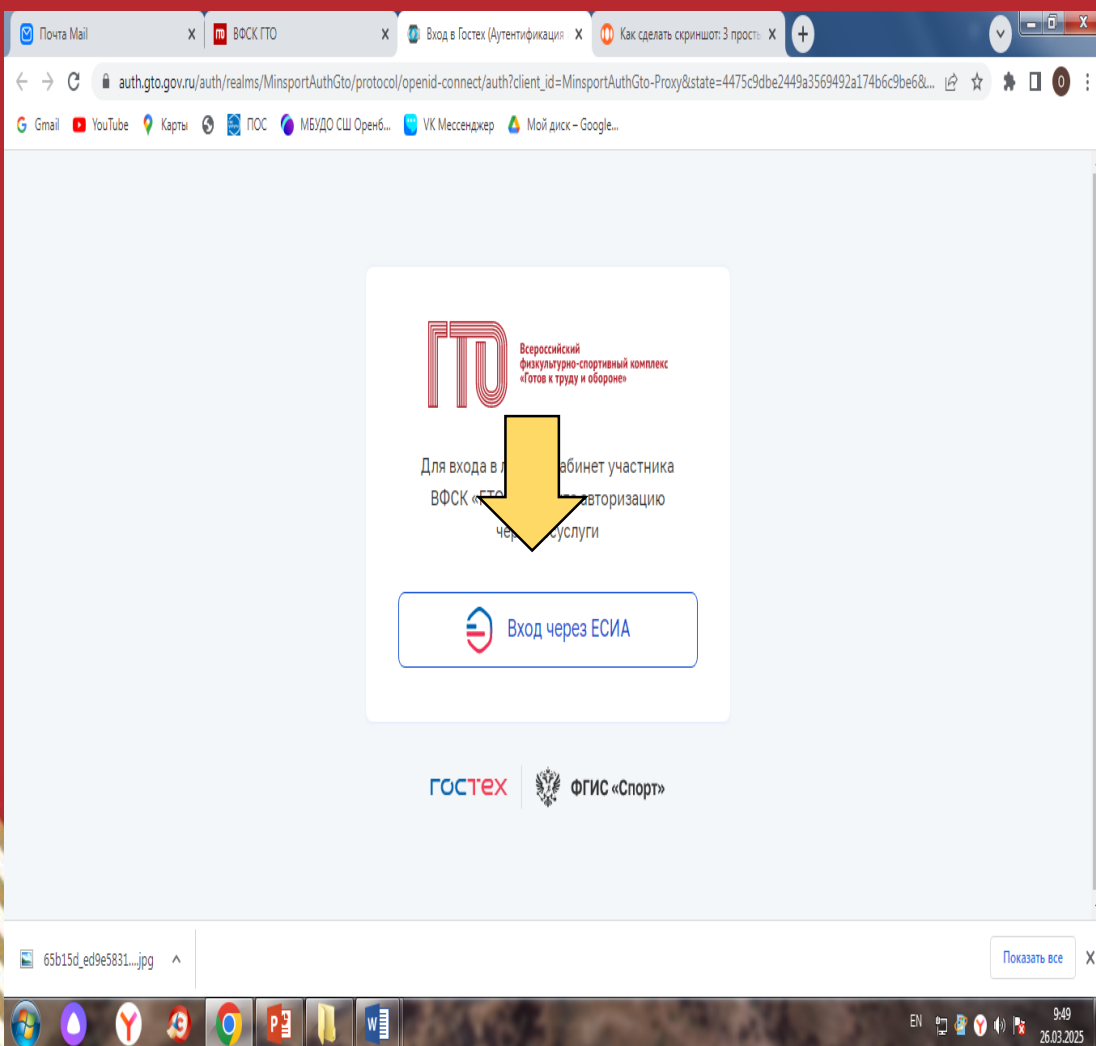 Почта Mail
ВФСК ГТО
Вход в Гостех (Аутентификация
Как сделать скриншот: 3 прость
auth.gto.gov.ru/auth/realms/MinsportAuthGto/protocol/openid-connect/auth?client_id=MinsportAuthGto-Proxy&state=4475c9dbe2449a3569492a174b6c9be6&...
Gmail YouTube Карты ПОС МБУДО СШ Оренб... VK Мессенджер Мой диск – Google...
ГТО
Всероссийский
физкультурно-спортивный комплекс
«Готов к труду и обороне»
Для входа в абинет участника
ВФСК «ГТО авторизацию
услуги
Вход через ЕСИА
гостех ФГИС «Спорт»
65b15d_ed9e5831....jpg
Показать все
EN
9:49
26.03.2025